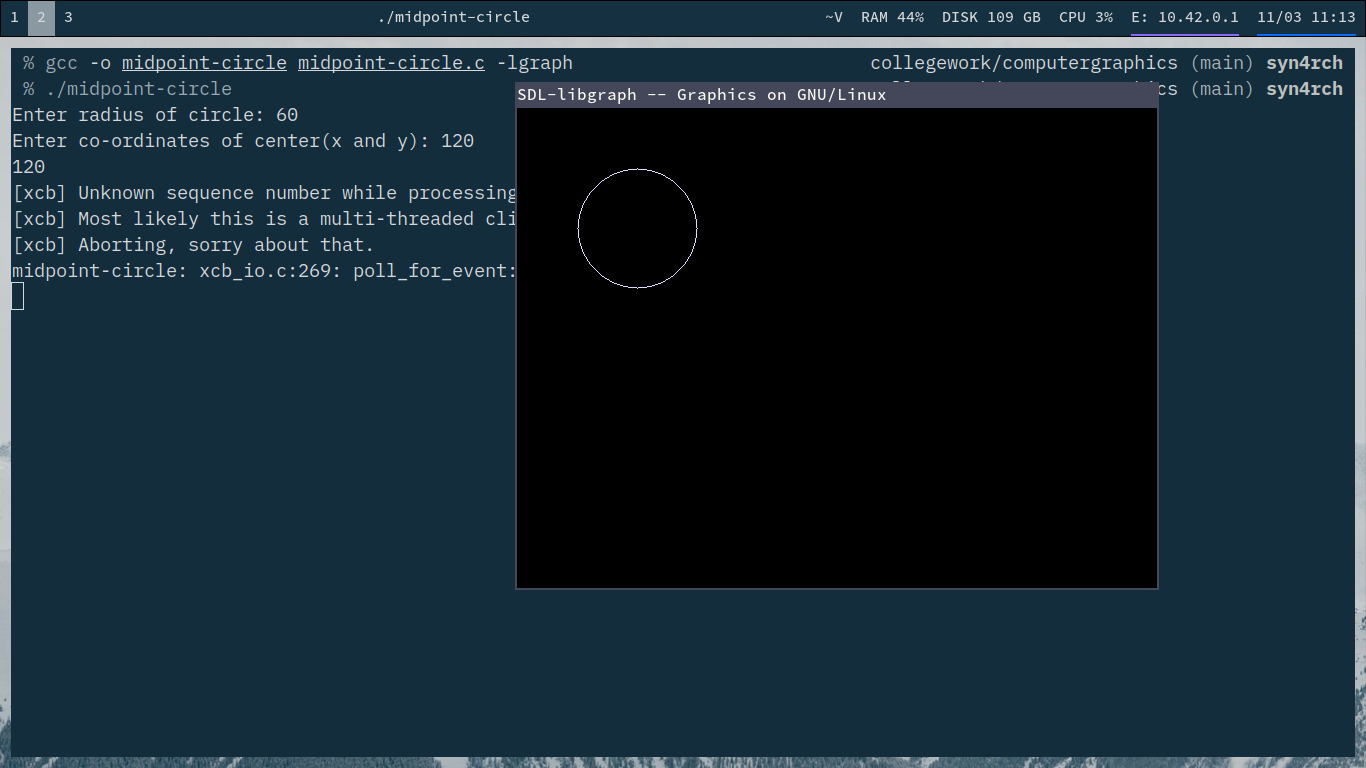 1 2 3 ./midpoint-circle ~V RAM 44% DISK 109 GB CPU 3% E: 10.42.0.1 11/03 11:13
% gcc -o midpoint-circle midpoint-circle.c -lgraph collegework/computergraphics (main) syn4rch
% ./midpoint-circle cs (main) syn4rch
SDL-libgraph -- Graphics on GNU/Linux
Enter radius of circle: 60
Enter co-ordinates of center(x and y): 120
120
[xcb] Unknown sequence number while processing
[xcb] Most likely this is a multi-threaded cli
[xcb] Aborting, sorry about that.
midpoint-circle: xcb_io.c:269: poll_for_event: